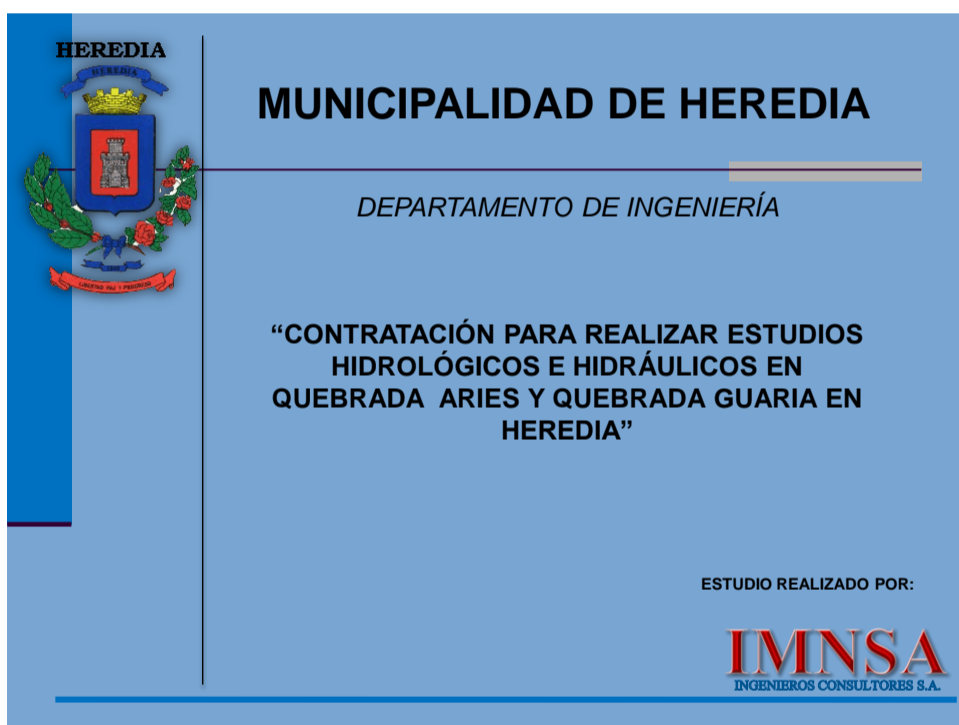 HEREDIA
HEREDIA
MUNICIPALIDAD DE HEREDIA
DEPARTAMENTO DE INGENIERÍA
“CONTRATACIÓN PARA REALIZAR ESTUDIOS
HIDROLÓGICOS E HIDRÁULICOS EN
QUEBRADA ARIES Y QUEBRADA GUARIA EN
HEREDIA”
ESTUDIO REALIZADO POR:
IMNSA
INGENIEROS CONSULTORES S.A.